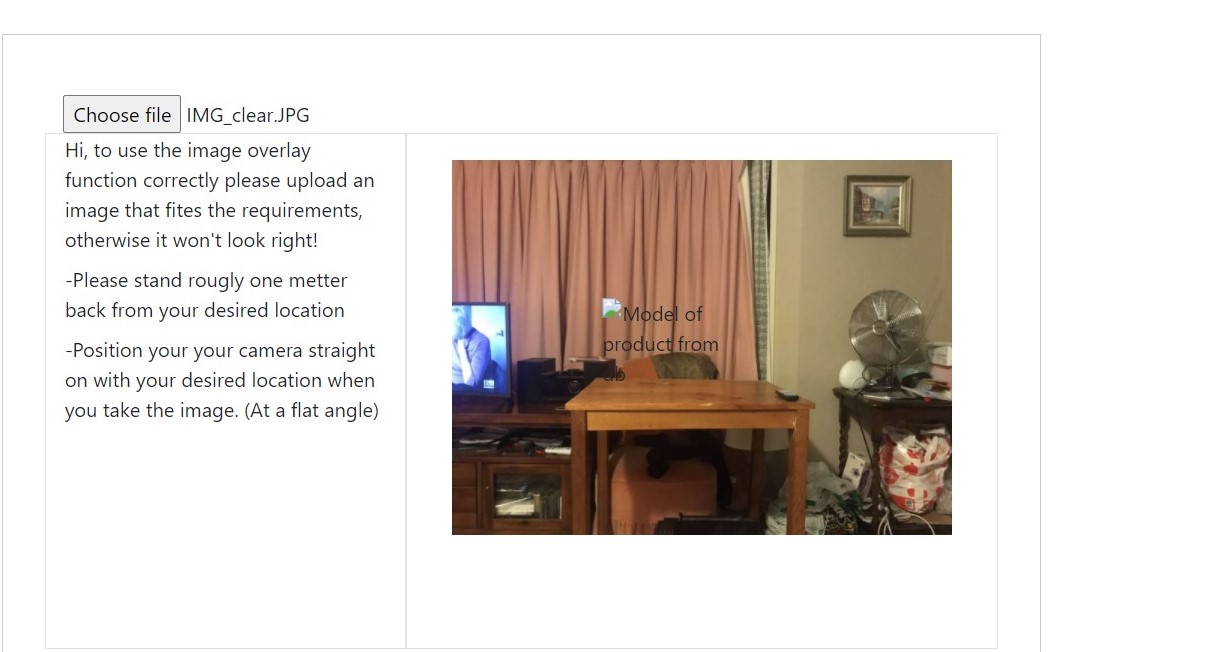 Choose file IMG_clear.JPG
Hi, to use the image overlay
function correctly please upload an
image that fites the requirements,
otherwise it won't look right!
-Please stand rougly one metter
back from your desired location
-Position your your camera straight
on with your desired location when
you take the image. (At a flat angle)
Model of
product from
db